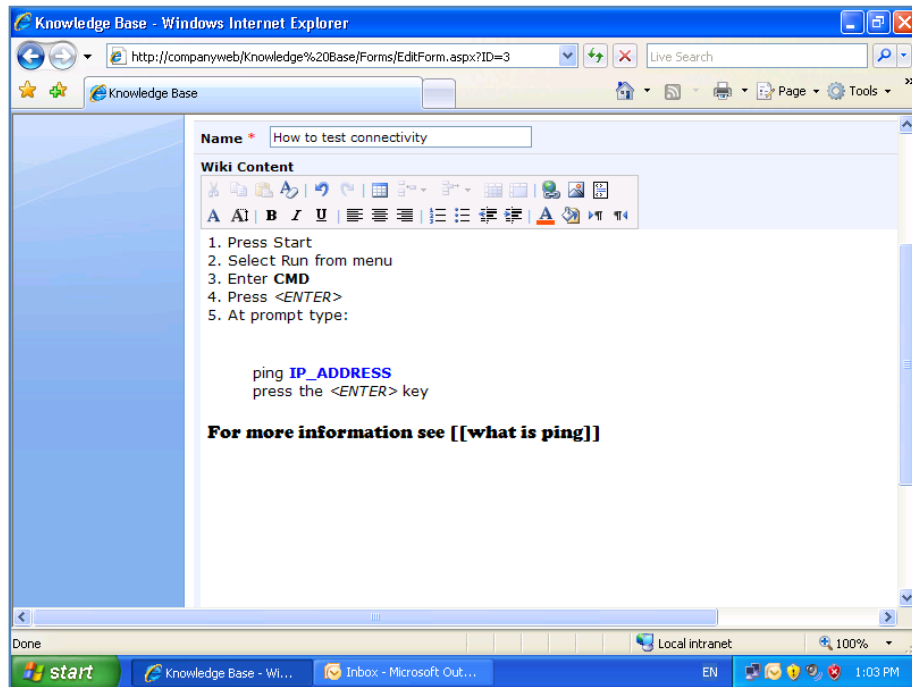 Knowledge Base - Windows Internet Explorer
http://companyweb/Knowledge%20Base/Forms/EditForm.aspx?ID=3
Live Search
Knowledge Base
Page
Tools
Name *
How to test connectivity
Wiki Content
A A B I U A
1. Press Start
2. Select Run from menu
3. Enter CMD
4. Press <ENTER>
5. At prompt type:
ping IP_ADDRESS
press the <ENTER> key
For more information see [[what is ping]]
Done
Local intranet
100%
start
Knowledge Base - Wi...
Inbox - Microsoft Out...
EN
1:03 PM